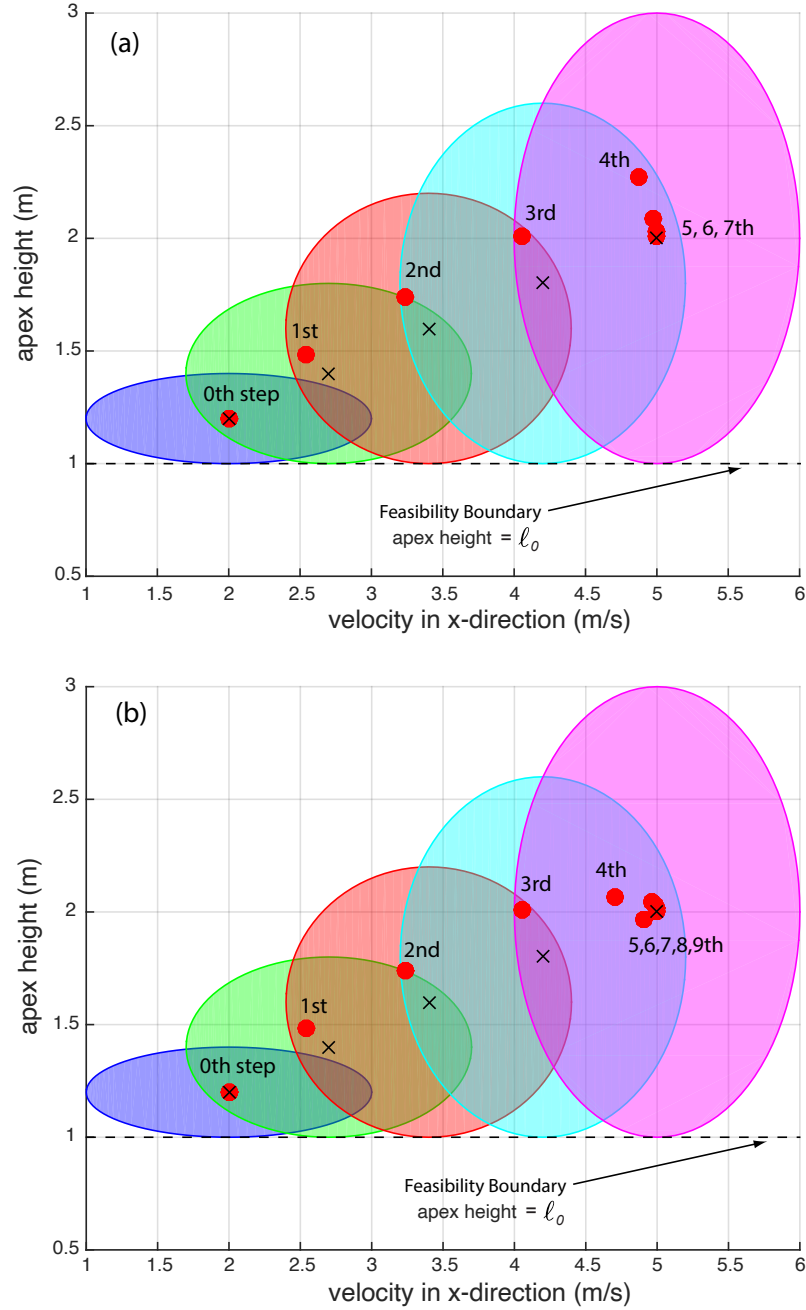 (a)
3
2.5
2
1.5
1
0.5
apex height (m)
4th
3rd
5, 6, 7th
2nd
1st
0th step
Feasibility Boundary
apex height = ℓ0
1 1.5 2 2.5 3 3.5 4 4.5 5 5.5 6
velocity in x-direction (m/s)
(b)
3
2.5
2
1.5
1
0.5
apex height (m)
4th
3rd
5,6,7,8,9th
2nd
1st
0th step
Feasibility Boundary
apex height = ℓ0
1 1.5 2 2.5 3 3.5 4 4.5 5 5.5 6
velocity in x-direction (m/s)